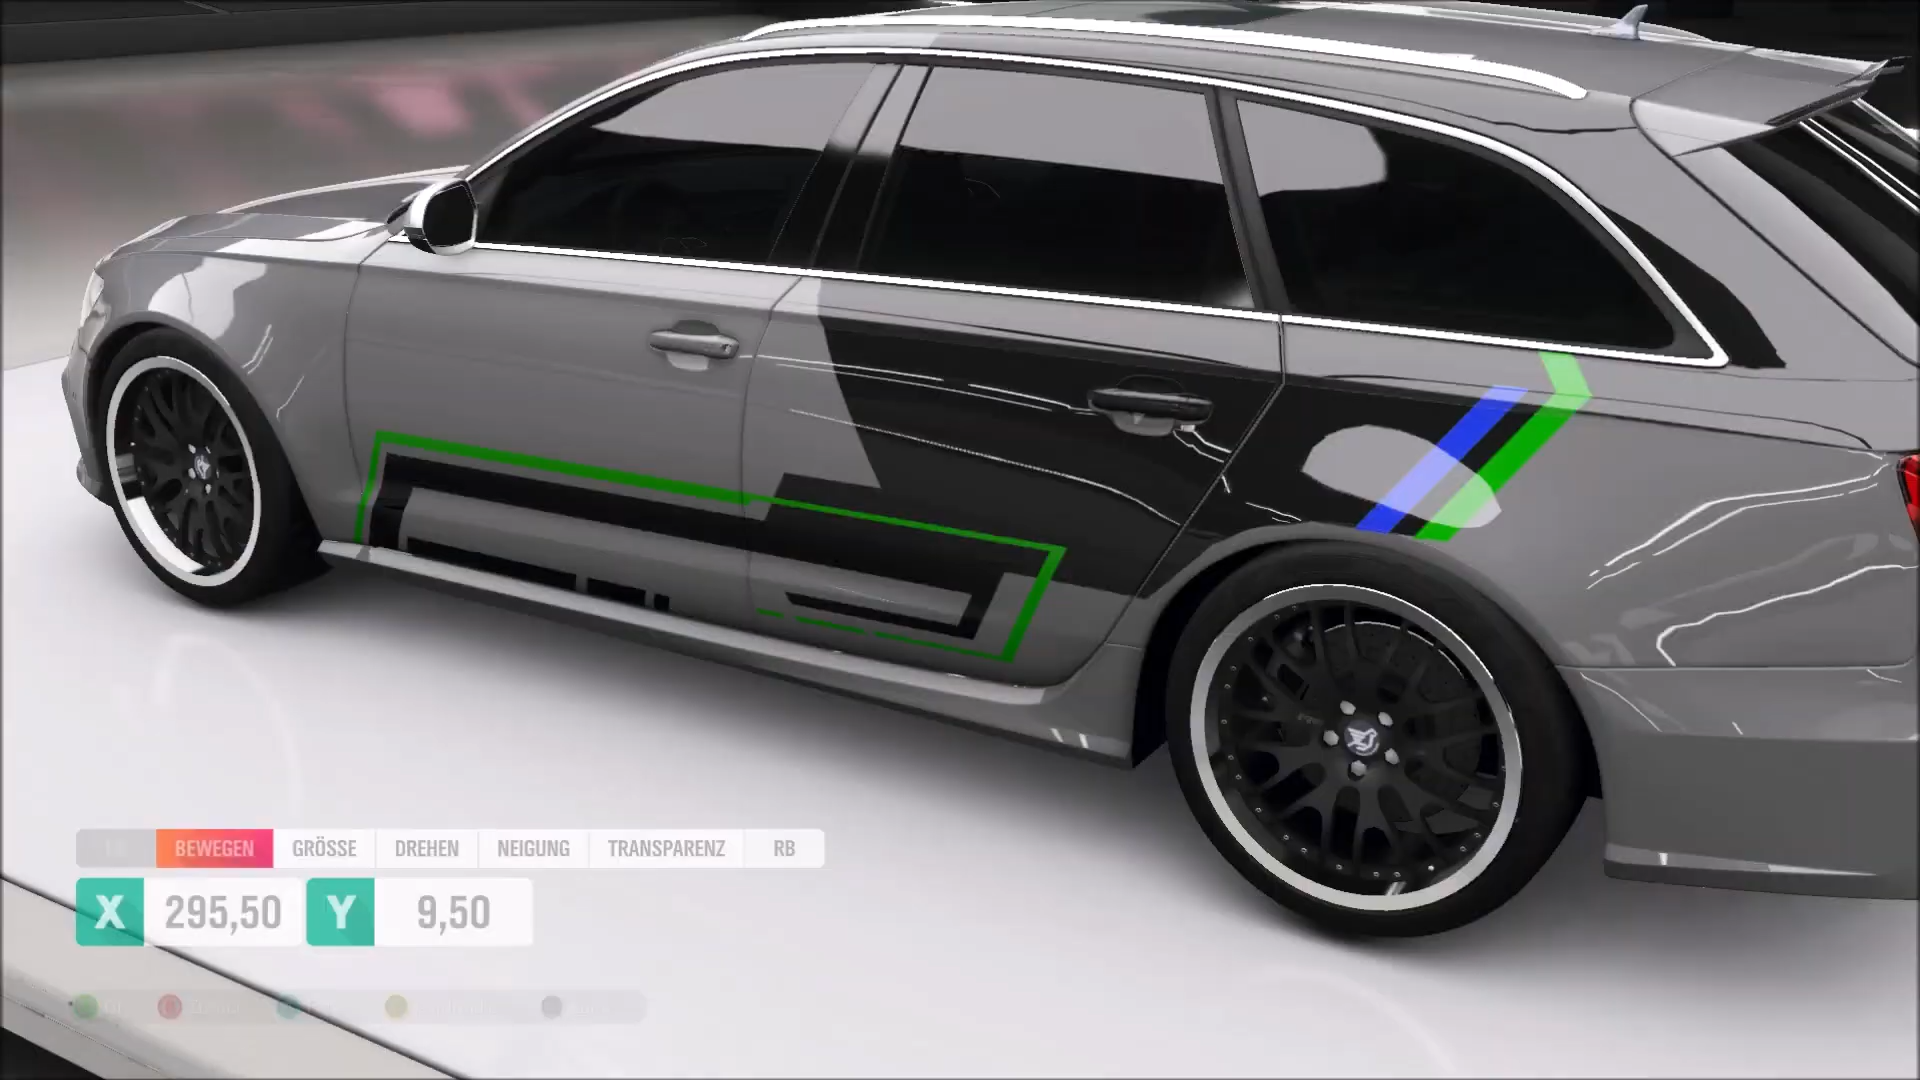 BEWEGEN GRÖSSE DREHEN NEIGUNG TRANSPARENZ RB
X 295,50 Y 9,50